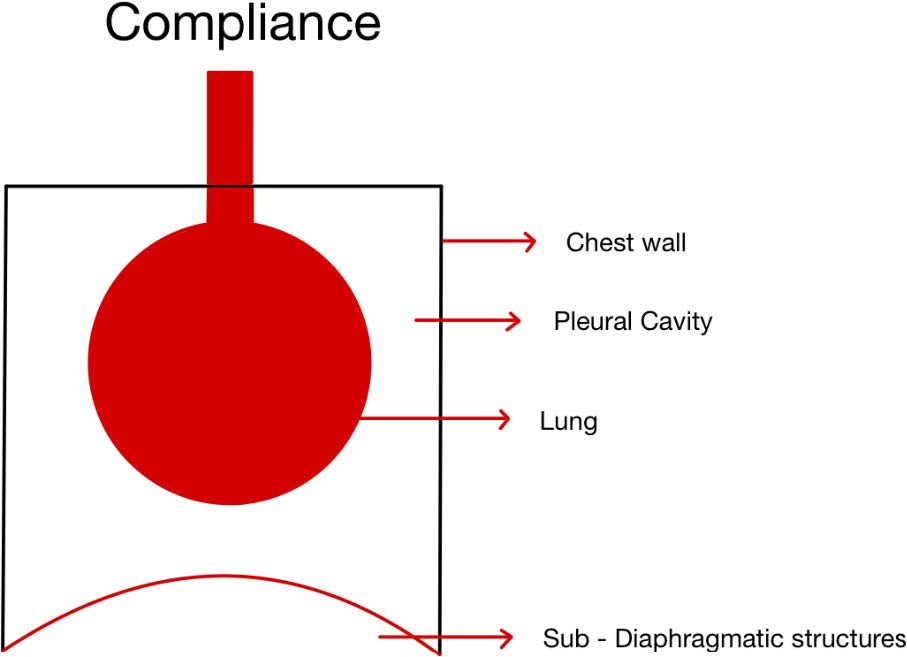 Compliance
Chest wall
Pleural Cavity
Lung
Sub - Diaphragmatic structures